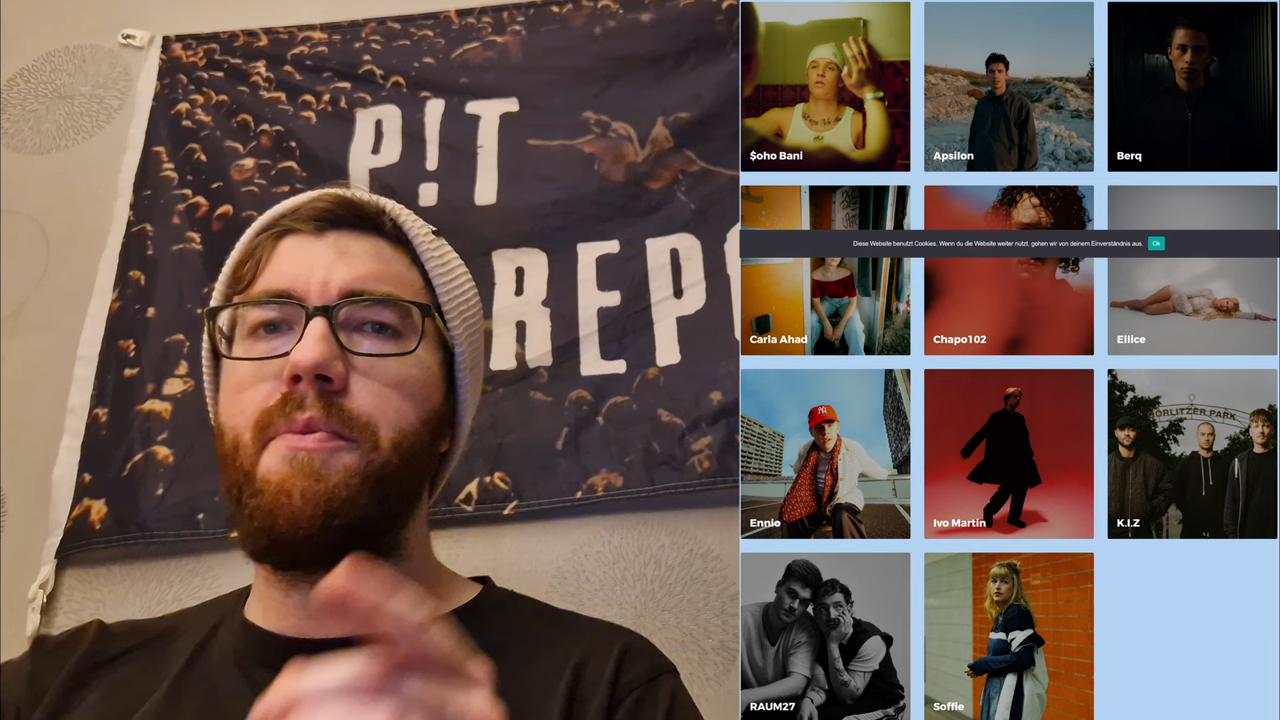 P!T
REPO
$oho Bani
Apsilon
Berq
Diese Website benutzt Cookies. Wenn du die Website weiter nutzt, gehen wir von deinem Einverständnis aus.
Ok
Carla Ahad
Chapo102
Ellice
GÖRLITZER PARK
Ennio
Ivo Martin
K.I.Z
RAUM27
Soffie